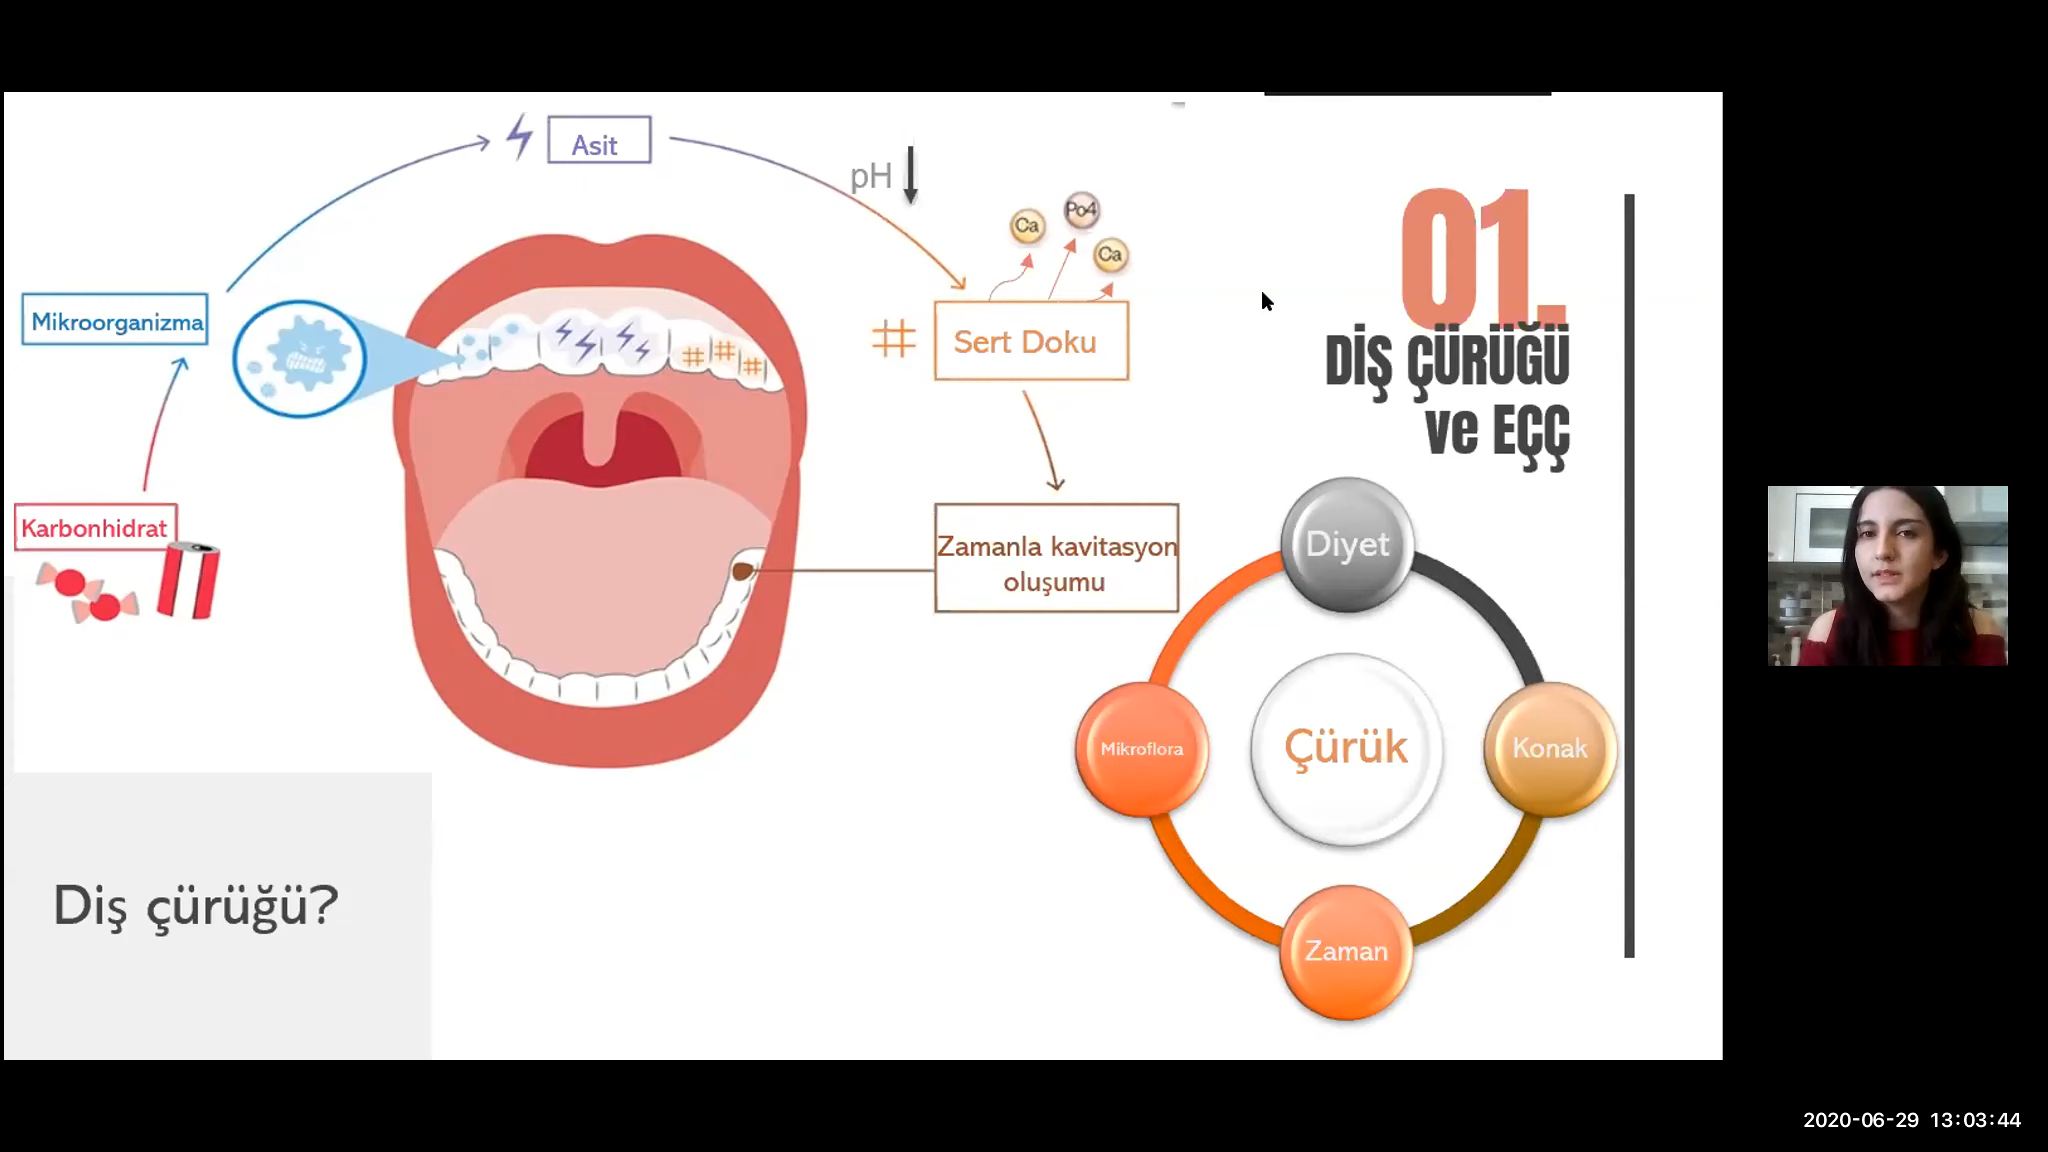 Asit
pH
Ca
Po4
Ca
Mikroorganizma
Sert Doku
Karbonhidrat
Zamanla kavitasyon
oluşumu
01.
DİŞ ÇÜRÜĞÜ
ve EÇÇ
Diyet
Mikroflora
Çürük
Konak
Zaman
Diş çürüğü?
2020-06-29 13:03:44